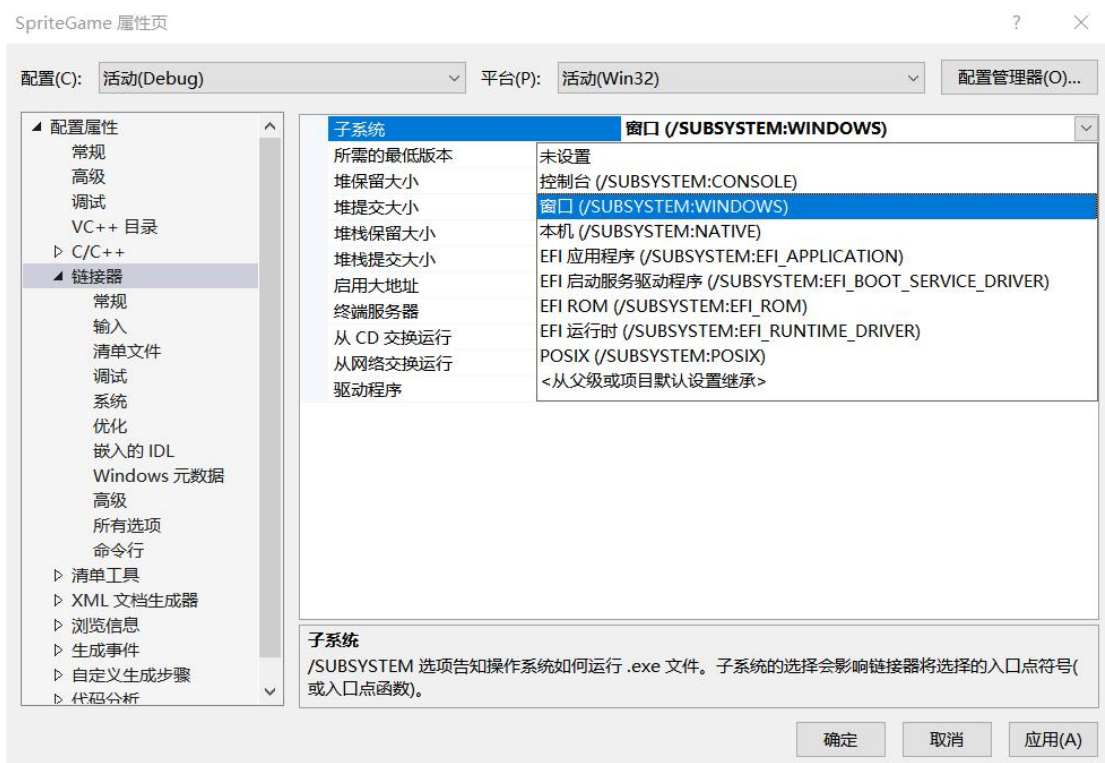 SpriteGame 属性页
?
配置(C): 活动(Debug) 平台(P): 活动(Win32) 配置管理器(O)...
配置属性
常规
高级
调试
VC++ 目录
C/C++
链接器
常规
输入
清单文件
调试
系统
优化
嵌入的 IDL
Windows 元数据
高级
所有选项
命令行
清单工具
XML 文档生成器
浏览信息
生成事件
自定义生成步骤
代码分析
子系统 窗口 (/SUBSYSTEM:WINDOWS)
所需的最低版本
堆保留大小
堆提交大小
堆栈保留大小
堆栈提交大小
启用大地址
终端服务器
从 CD 交换运行
从网络交换运行
驱动程序
未设置
控制台 (/SUBSYSTEM:CONSOLE)
窗口 (/SUBSYSTEM:WINDOWS)
本机 (/SUBSYSTEM:NATIVE)
EFI 应用程序 (/SUBSYSTEM:EFI_APPLICATION)
EFI 启动服务驱动程序 (/SUBSYSTEM:EFI_BOOT_SERVICE_DRIVER)
EFI ROM (/SUBSYSTEM:EFI_ROM)
EFI 运行时 (/SUBSYSTEM:EFI_RUNTIME_DRIVER)
POSIX (/SUBSYSTEM:POSIX)
<从父级或项目默认设置继承>
子系统
/SUBSYSTEM 选项告知操作系统如何运行 .exe 文件。子系统的选择会影响链接器将选择的入口点符号(
或入口点函数)。
确定 取消 应用(A)